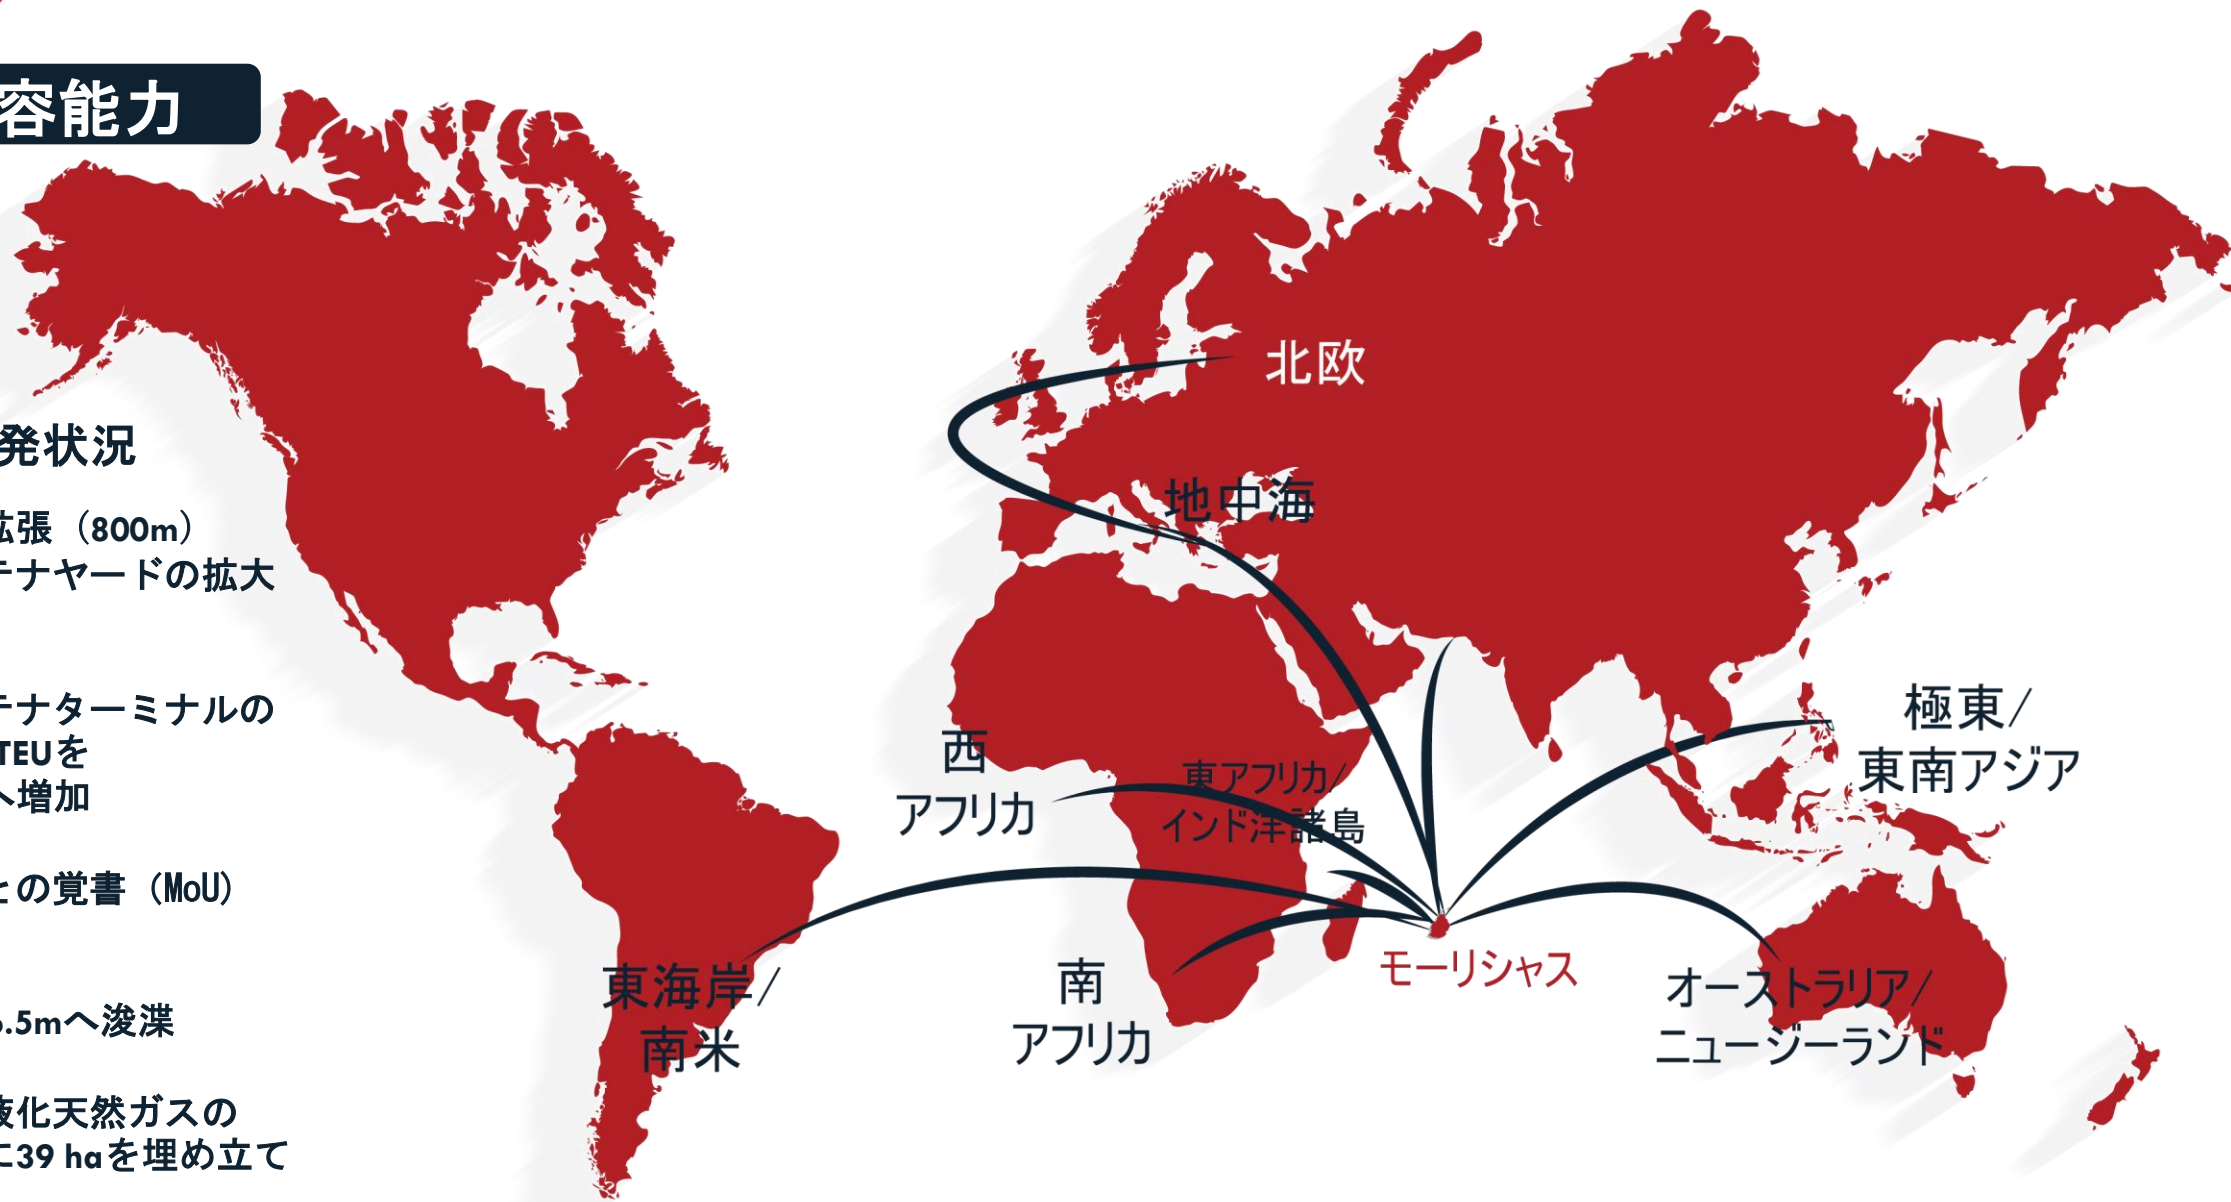 容能力
発状況
拡張（800m）
テナヤードの拡大
テナターミナルの
TEUを
へ増加
との覚書（MoU）
6.5mへ浚渫
液化天然ガスの
に39 haを埋め立て
北欧
地中海
西
アフリカ
東アフリカ/
インド洋諸島
極東/
東南アジア
東海岸/
南米
南
アフリカ
モーリシャス
オーストラリア/
ニュージーランド